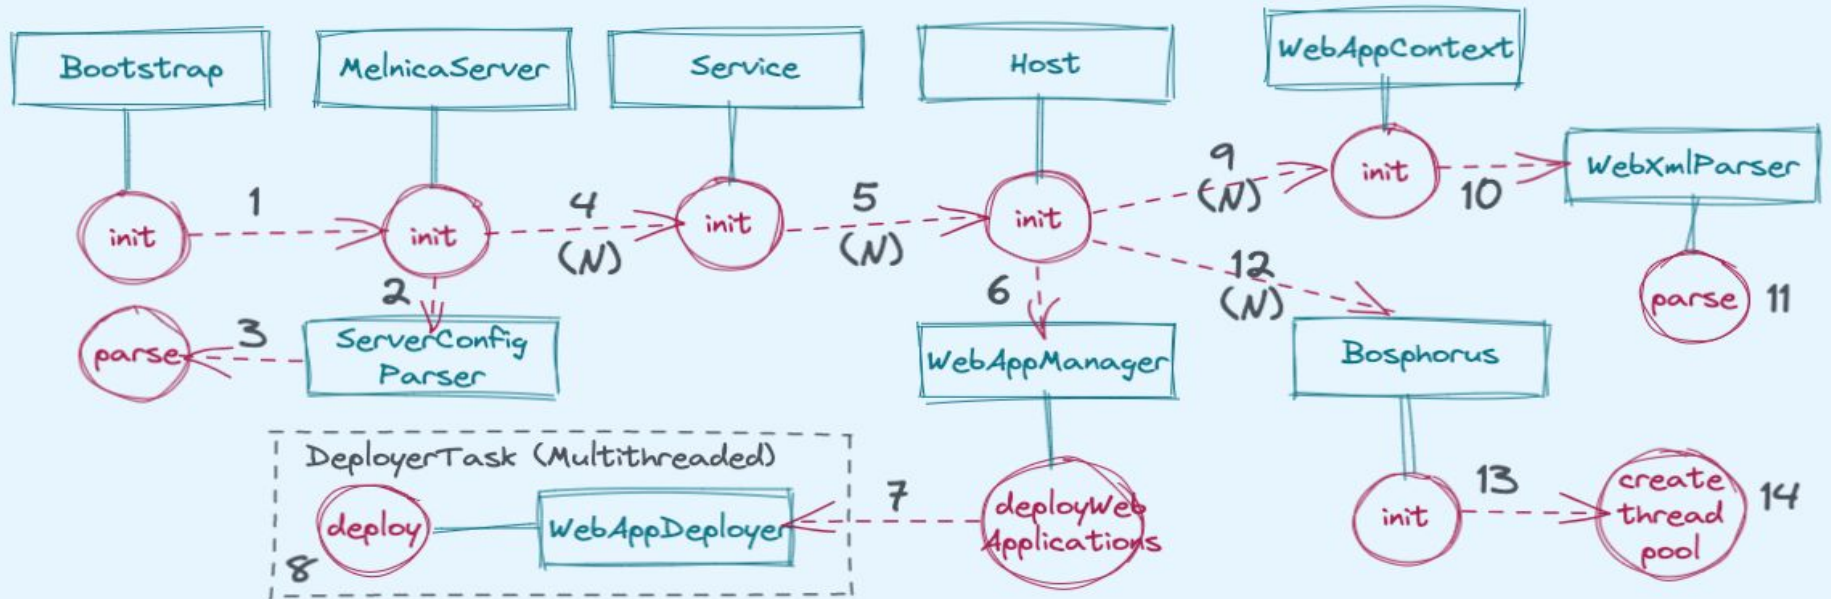 Bootstrap
MelnicaServer
Service
Host
WebAppContext
init
1
init
4
(N)
init
5
(N)
init
9
(N)
init
10
WebXmlParser
parse
11
2
3
parse
ServerConfig
Parser
6
12
(N)
WebAppManager
Bosphorus
DeployerTask (Multithreaded)
deploy
8
WebAppDeployer
7
deployWeb
Applications
init
13
create
thread
pool
14